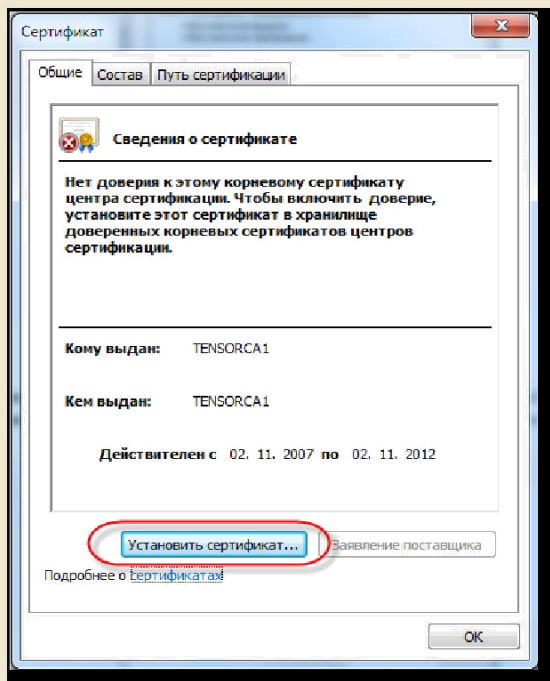 Сертификат
Общие Состав Путь сертификации
Сведения о сертификате
Нет доверия к этому корневому сертификату
центра сертификации. Чтобы включить доверие,
установите этот сертификат в хранилище
доверенных корневых сертификатов центров
сертификации.
Кому выдан: TENSORCA1
Кем выдан: TENSORCA1
Действителен с 02. 11. 2007 по 02. 11. 2012
Установить сертификат... Заявление поставщика
Подробнее о сертификатах
ОК